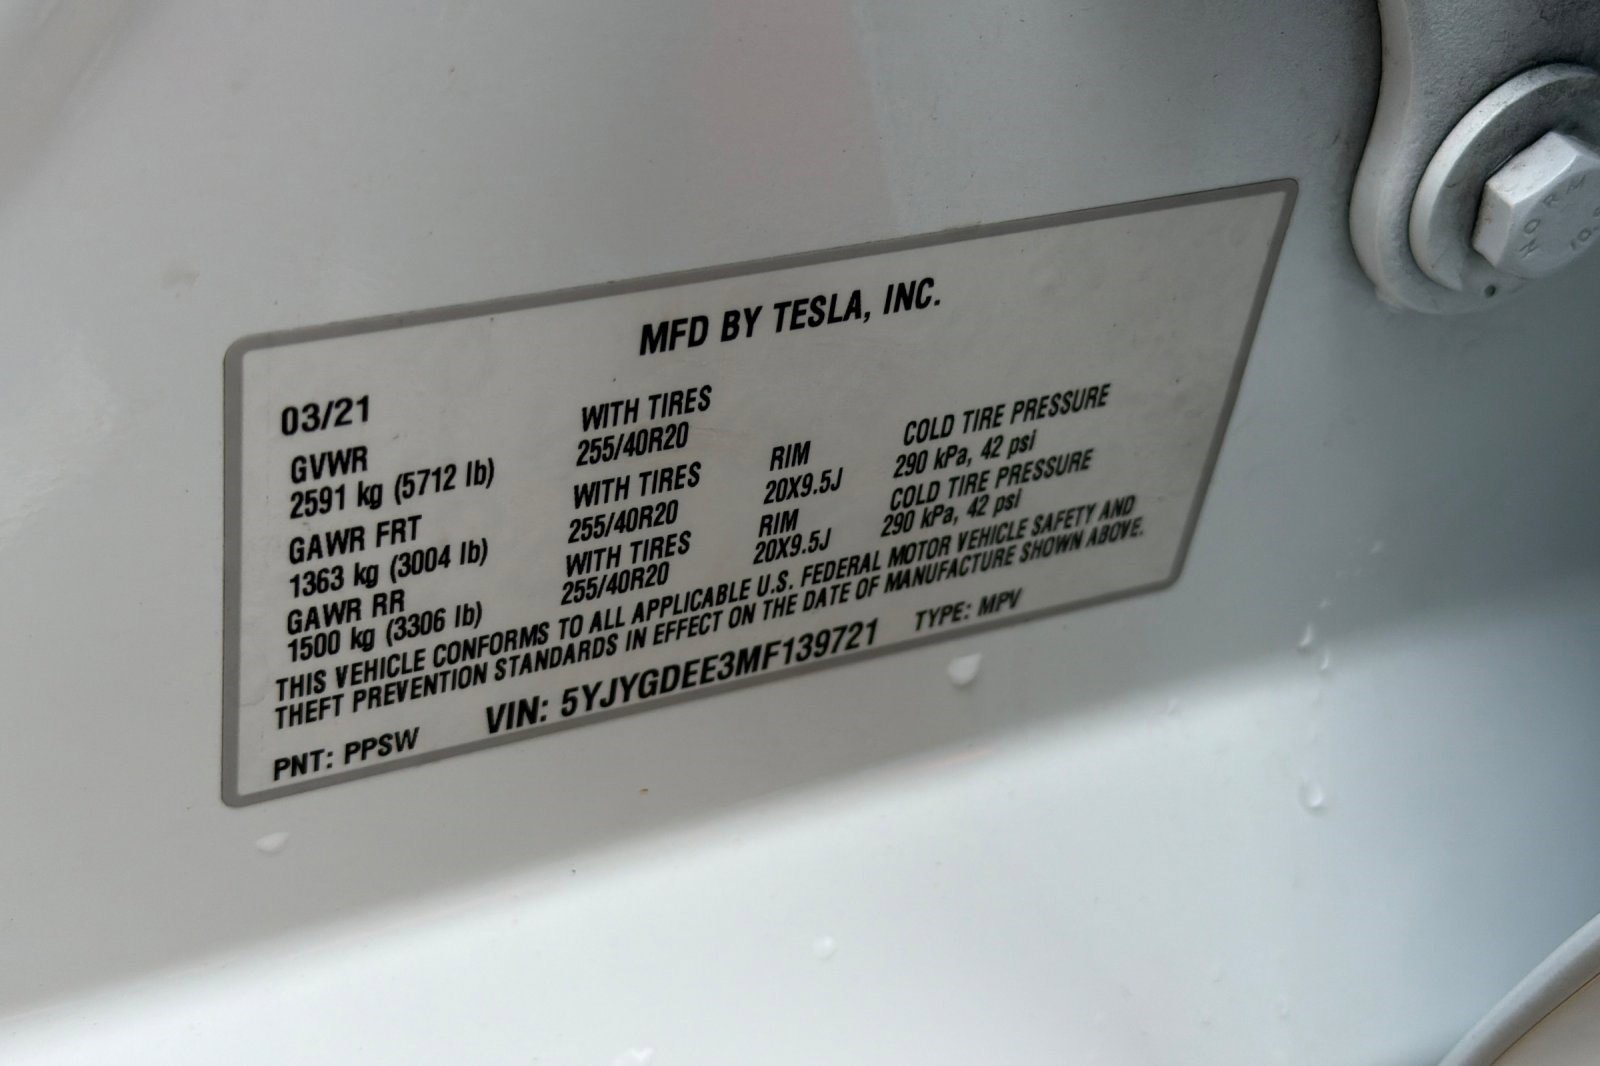 MFD BY TESLA, INC.
03/21
GVWR
2591 kg (5712 lb)
WITH TIRES
255/40R20
GAWR FRT
1363 kg (3004 lb)
WITH TIRES
255/40R20
RIM
20X9.5J
COLD TIRE PRESSURE
290 kPa, 42 psi
GAWR RR
1500 kg (3306 lb)
WITH TIRES
255/40R20
RIM
20X9.5J
COLD TIRE PRESSURE
290 kPa, 42 psi
THIS VEHICLE CONFORMS TO ALL APPLICABLE U.S. FEDERAL MOTOR VEHICLE SAFETY AND
THEFT PREVENTION STANDARDS IN EFFECT ON THE DATE OF MANUFACTURE SHOWN ABOVE.
PNT: PPSW
VIN: 5YJYGDEE3MF139721
TYPE: MPV